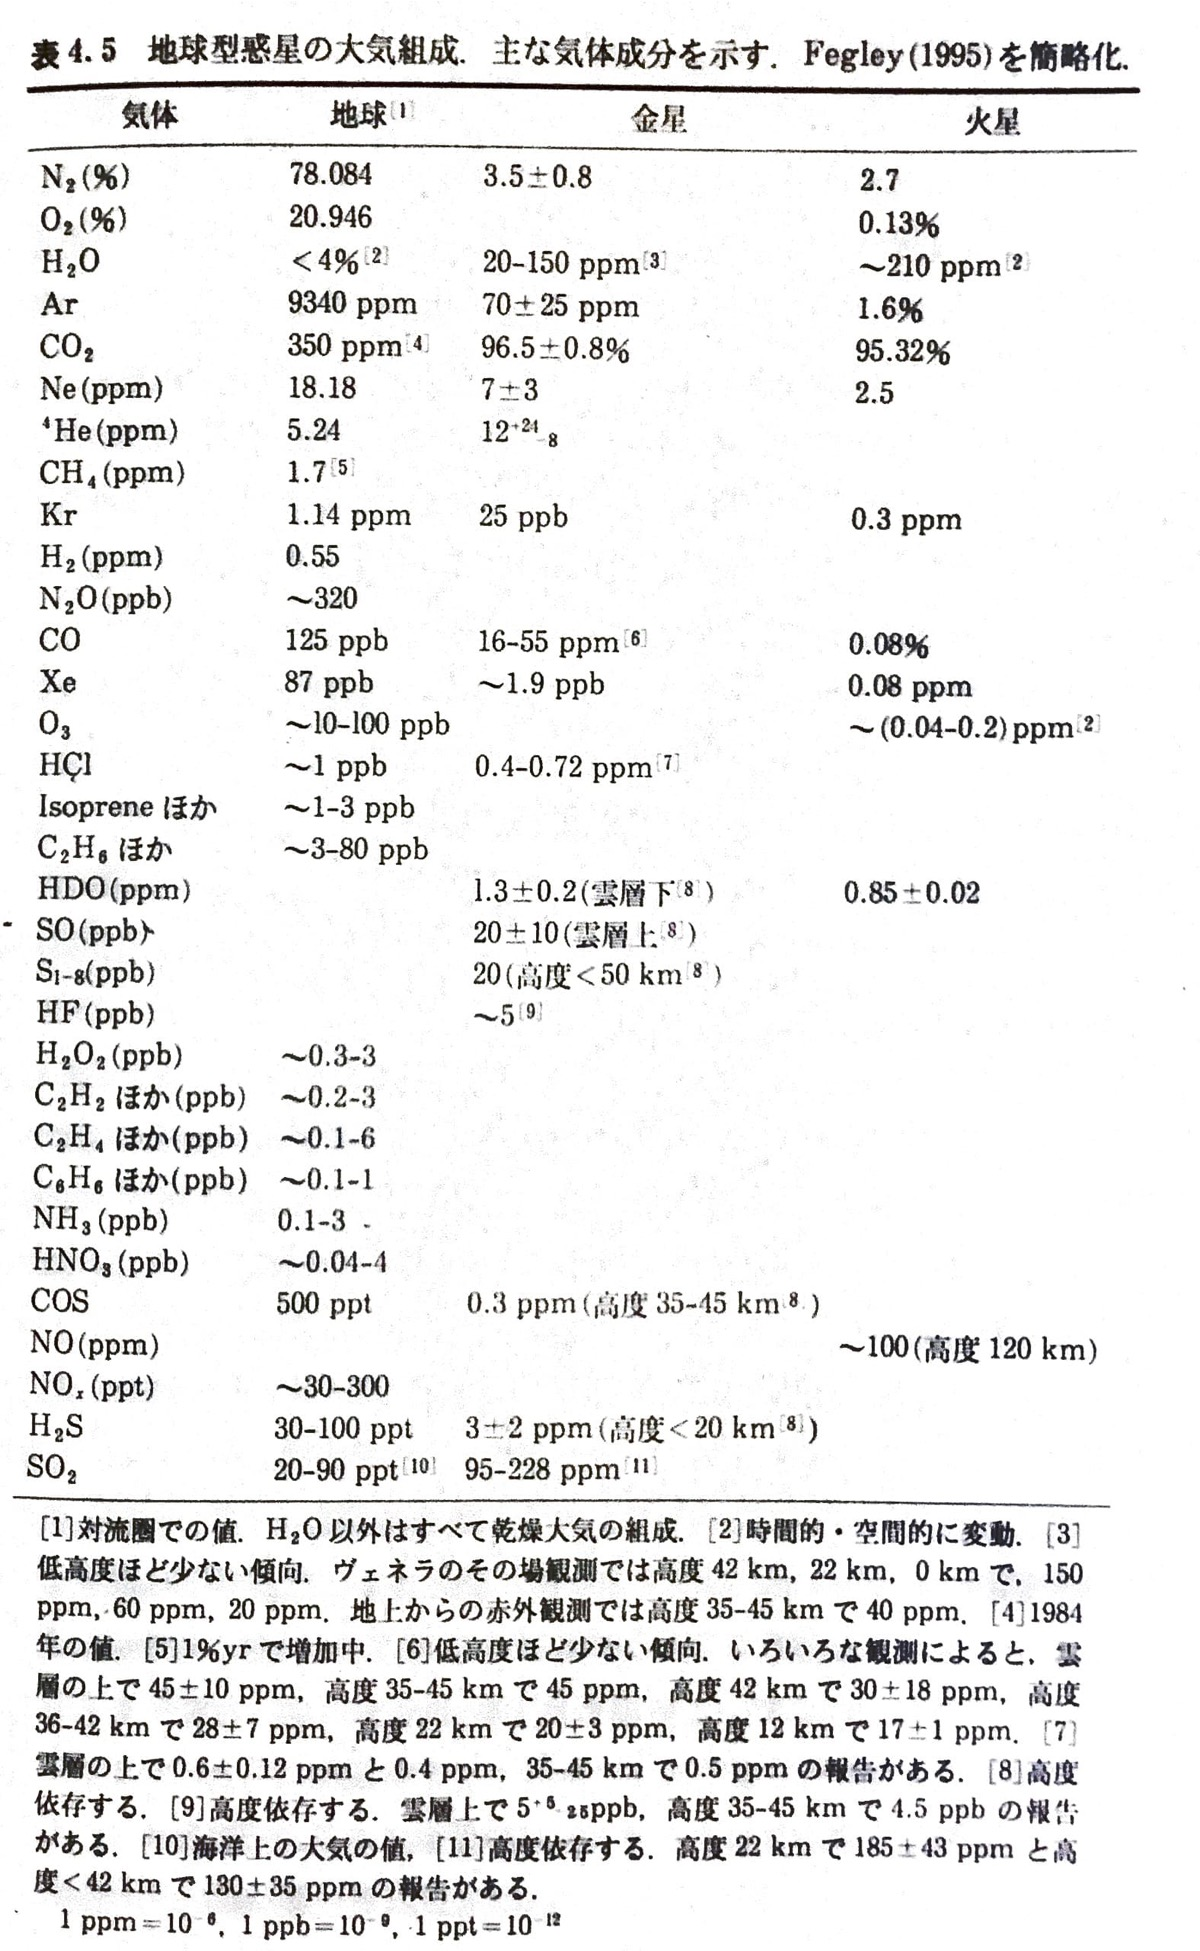 表4.5 地球型惑星の大気組成. 主な気体成分を示す. Fegley(1995)を簡略化.
気体 地球[1] 金星 火星
N₂(%) 78.084 3.5±0.8 2.7
O₂(%) 20.946 0.13%
H₂O <4%[2] 20-150 ppm[3] ~210 ppm[2]
Ar 9340 ppm 70±25 ppm 1.6%
CO₂ 350 ppm[4] 96.5±0.8% 95.32%
Ne(ppm) 18.18 7±3 2.5
⁴He(ppm) 5.24 12⁺²⁴₋₈
CH₄(ppm) 1.7[5]
Kr 1.14 ppm 25 ppb 0.3 ppm
H₂(ppm) 0.55
N₂O(ppb) ~320
CO 125 ppb 16-55 ppm[6] 0.08%
Xe 87 ppb ~1.9 ppb 0.08 ppm
O₃ ~10-100 ppb ~(0.04-0.2)ppm[2]
HCl ~1 ppb 0.4-0.72 ppm[7]
Isoprene ほか ~1-3 ppb
C₂H₆ ほか ~3-80 ppb
HDO(ppm) 1.3±0.2(雲層下[8]) 0.85±0.02
SO(ppb) 20±10(雲層上[8])
S₁₋₈(ppb) 20(高度<50 km[8])
HF(ppb) ~5[9]
H₂O₂(ppb) ~0.3-3
C₂H₂ ほか(ppb) ~0.2-3
C₂H₄ ほか(ppb) ~0.1-6
C₆H₆ ほか(ppb) ~0.1-1
NH₃(ppb) 0.1-3
HNO₃(ppb) ~0.04-4
COS 500 ppt 0.3 ppm(高度 35-45 km[8])
NO(ppm) ~100(高度 120 km)
NOₓ(ppt) ~30-300
H₂S 30-100 ppt 3±2 ppm(高度<20 km[8])
SO₂ 20-90 ppt[10] 95-228 ppm[11]
[1]対流圏での値. H₂O以外はすべて乾燥大気の組成. [2]時間的・空間的に変動. [3]
低高度ほど少ない傾向. ヴェネラのその場観測では高度 42 km, 22 km, 0 km で, 150
ppm, 60 ppm, 20 ppm. 地上からの赤外観測では高度 35-45 km で 40 ppm. [4]1984
年の値. [5]1%yr で増加中. [6]低高度ほど少ない傾向. いろいろな観測によると, 雲
層の上で 45±10 ppm, 高度 35-45 km で 45 ppm, 高度 42 km で 30±18 ppm, 高度
36-42 km で 28±7 ppm, 高度 22 km で 20±3 ppm, 高度 12 km で 17±1 ppm. [7]
雲層の上で 0.6±0.12 ppm と 0.4 ppm, 35-45 km で 0.5 ppm の報告がある. [8]高度
依存する. [9]高度依存する. 雲層上で 5 ppb, 高度 35-45 km で 4.5 ppb の報告
がある. [10]海洋上の大気の値, [11]高度依存する. 高度 22 km で 185±43 ppm と高
度<42 km で 130±35 ppm の報告がある.
1 ppm=10⁻⁶, 1 ppb=10⁻⁹, 1 ppt=10⁻¹²